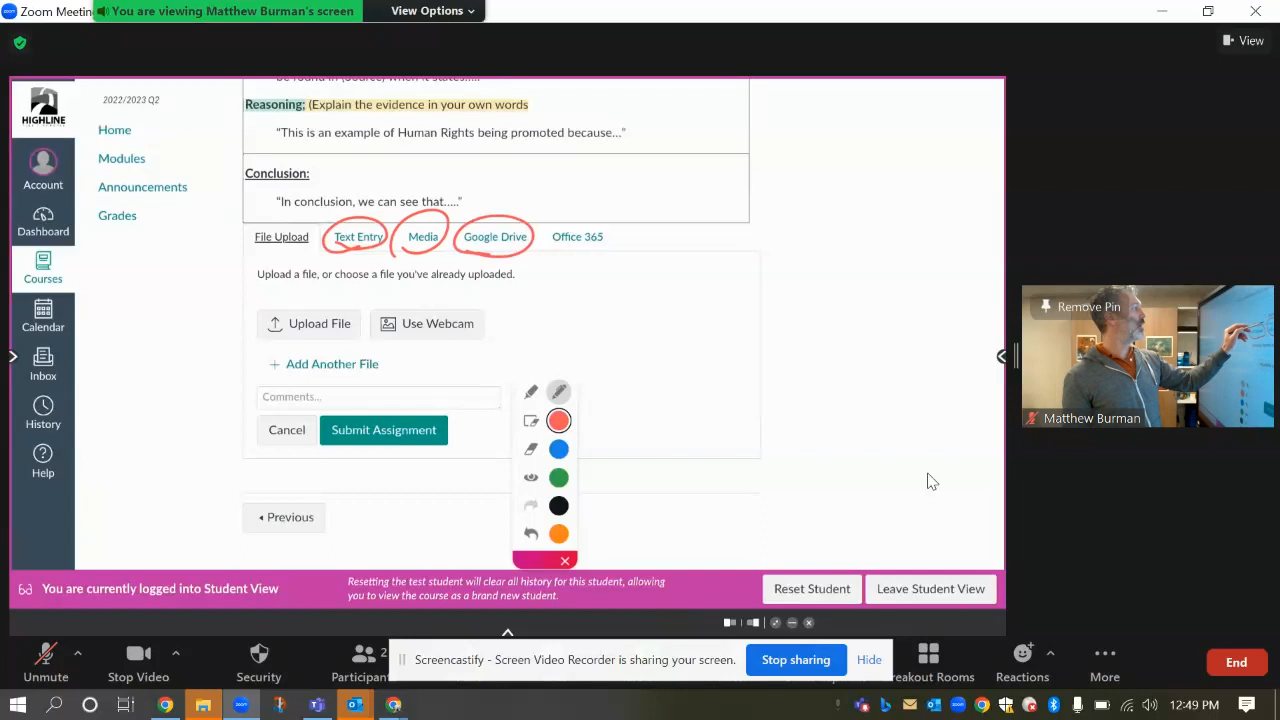 Zoom Meetin
You are viewing Matthew Burman's screen
View Options
View
HIGHLINE
2022/2023 Q2
Home
Modules
Announcements
Grades
Account
Dashboard
Courses
Calendar
Inbox
History
Help
be found in (Source) when it states.....
Reasoning; (Explain the evidence in your own words
“This is an example of Human Rights being promoted because...”
Conclusion:
“In conclusion, we can see that.....”
File Upload Text Entry Media Google Drive Office 365
Upload a file, or choose a file you've already uploaded.
Upload File Use Webcam
+ Add Another File
Comments...
Cancel Submit Assignment
Previous
Remove Pin
Matthew Burman
You are currently logged into Student View
Resetting the test student will clear all history for this student, allowing
you to view the course as a brand new student.
Reset Student Leave Student View
Unmute
Stop Video
Security
Participan
2
Screencastify - Screen Video Recorder is sharing your screen.
Stop sharing
Hide
reakout Rooms
Reactions
More
End
12:49 PM